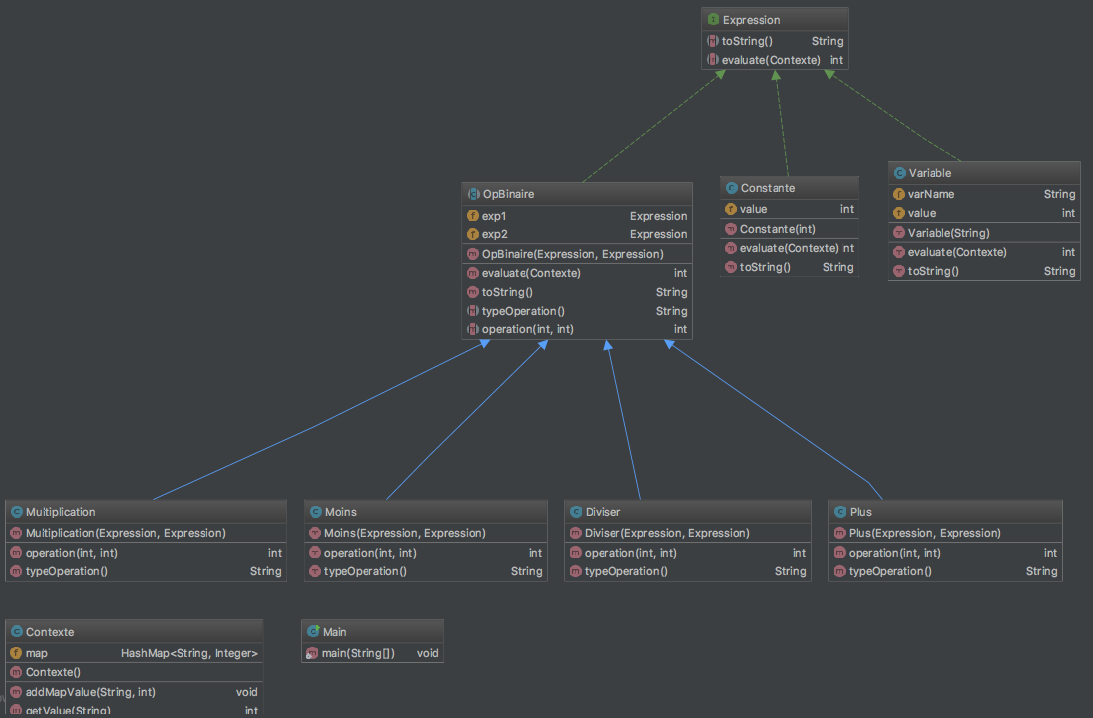 Expression
toString() String
evaluate(Contexte) int
OpBinaire
exp1 Expression
exp2 Expression
OpBinaire(Expression, Expression)
evaluate(Contexte) int
toString() String
typeOperation() String
operation(int, int) int
Constante
value int
Constante(int)
evaluate(Contexte) nt
toString() String
Variable
varName String
value int
Variable(String)
evaluate(Contexte) int
toString() String
Multiplication
Multiplication(Expression, Expression)
operation(int, int) int
typeOperation() String
Moins
Moins(Expression, Expression)
operation(int, int) int
typeOperation() String
Diviser
Diviser(Expression, Expression)
operation(int, int) int
typeOperation() String
Plus
Plus(Expression, Expression)
operation(int, int) int
typeOperation() String
Contexte
map HashMap<String, Integer>
Contexte()
addMapValue(String, int) void
getValue(String) int
Main
main(String[]) void